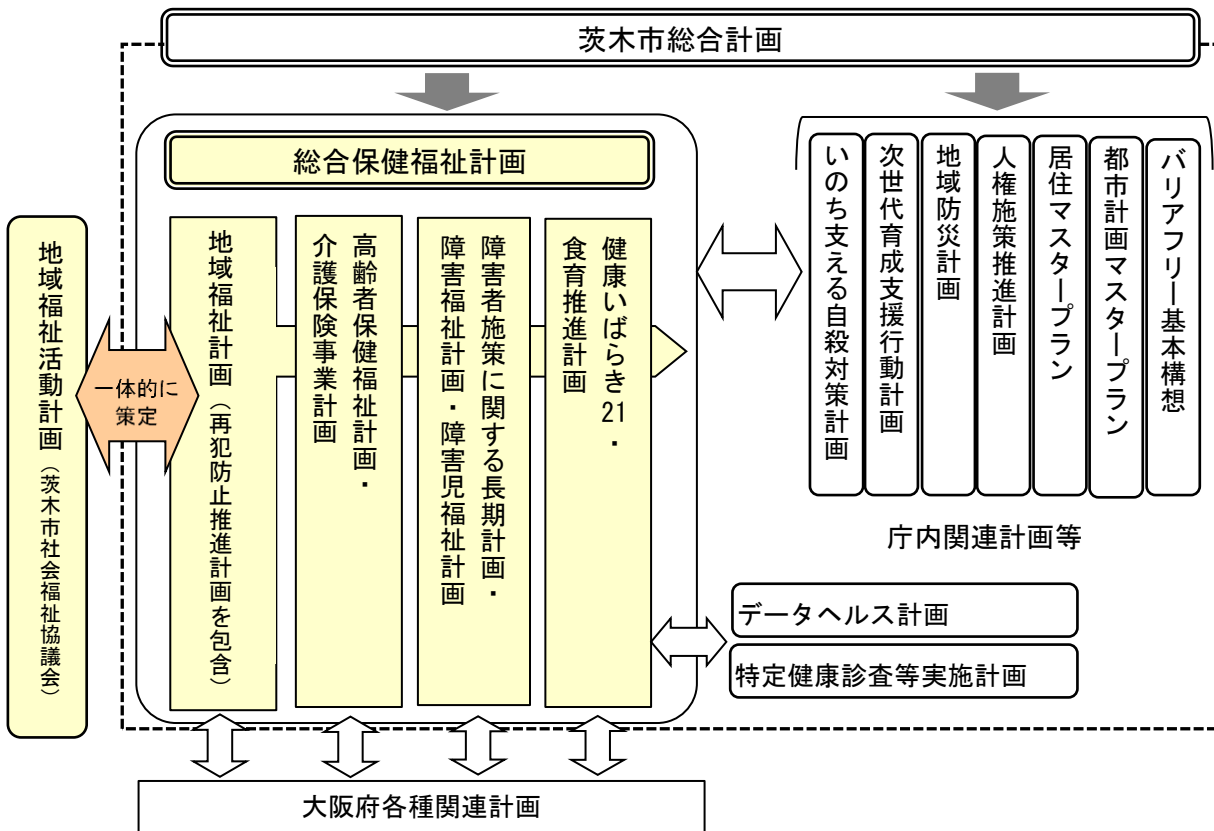 茨木市総合計画
総合保健福祉計画
地域福祉活動計画（茨木市社会福祉協議会）
一体的に
策定
地域福祉計画（再犯防止推進計画を包含）
高齢者保健福祉計画・
介護保険事業計画
障害者施策に関する長期計画・
障害福祉計画・障害児福祉計画
健康いばらき21・
食育推進計画
いのち支える自殺対策計画
次世代育成支援行動計画
地域防災計画
人権施策推進計画
居住マスタープラン
都市計画マスタープラン
バリアフリー基本構想
庁内関連計画等
データヘルス計画
特定健康診査等実施計画
大阪府各種関連計画